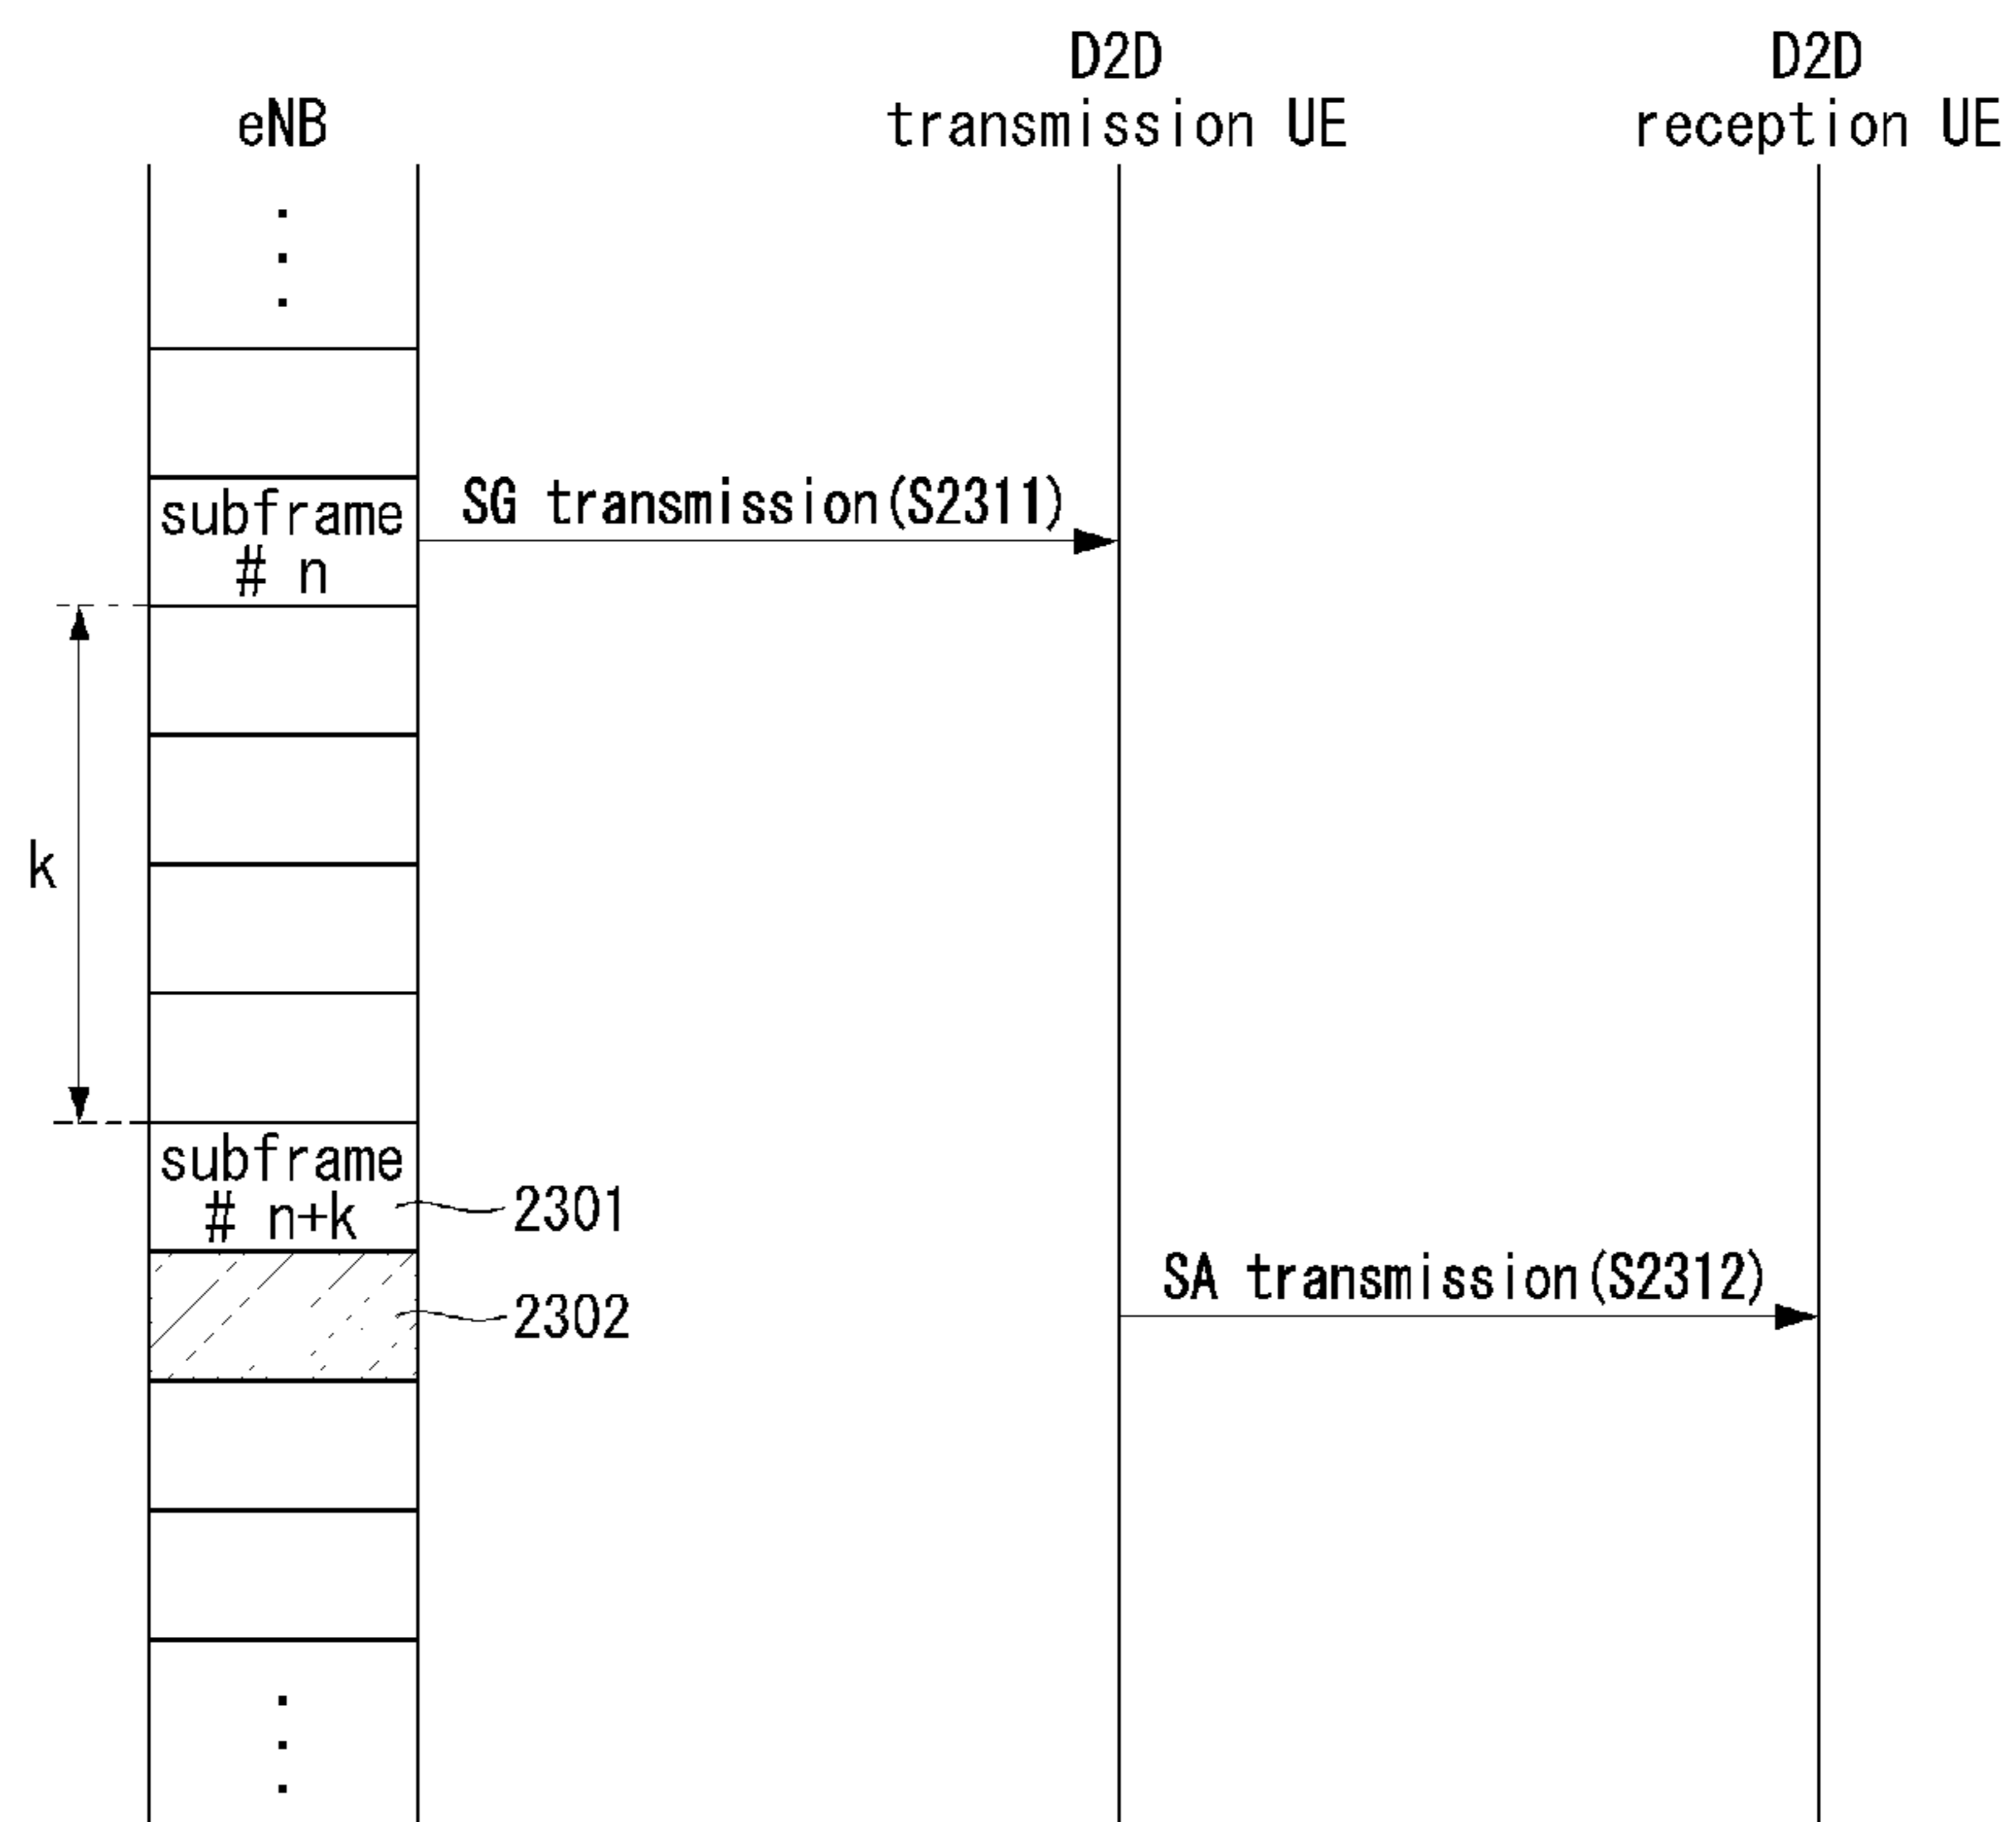 eNB
D2D
transmission UE
D2D
reception UE
subframe
# n
SG transmission(S2311)
k
subframe
# n+k
2301
2302
SA transmission(S2312)